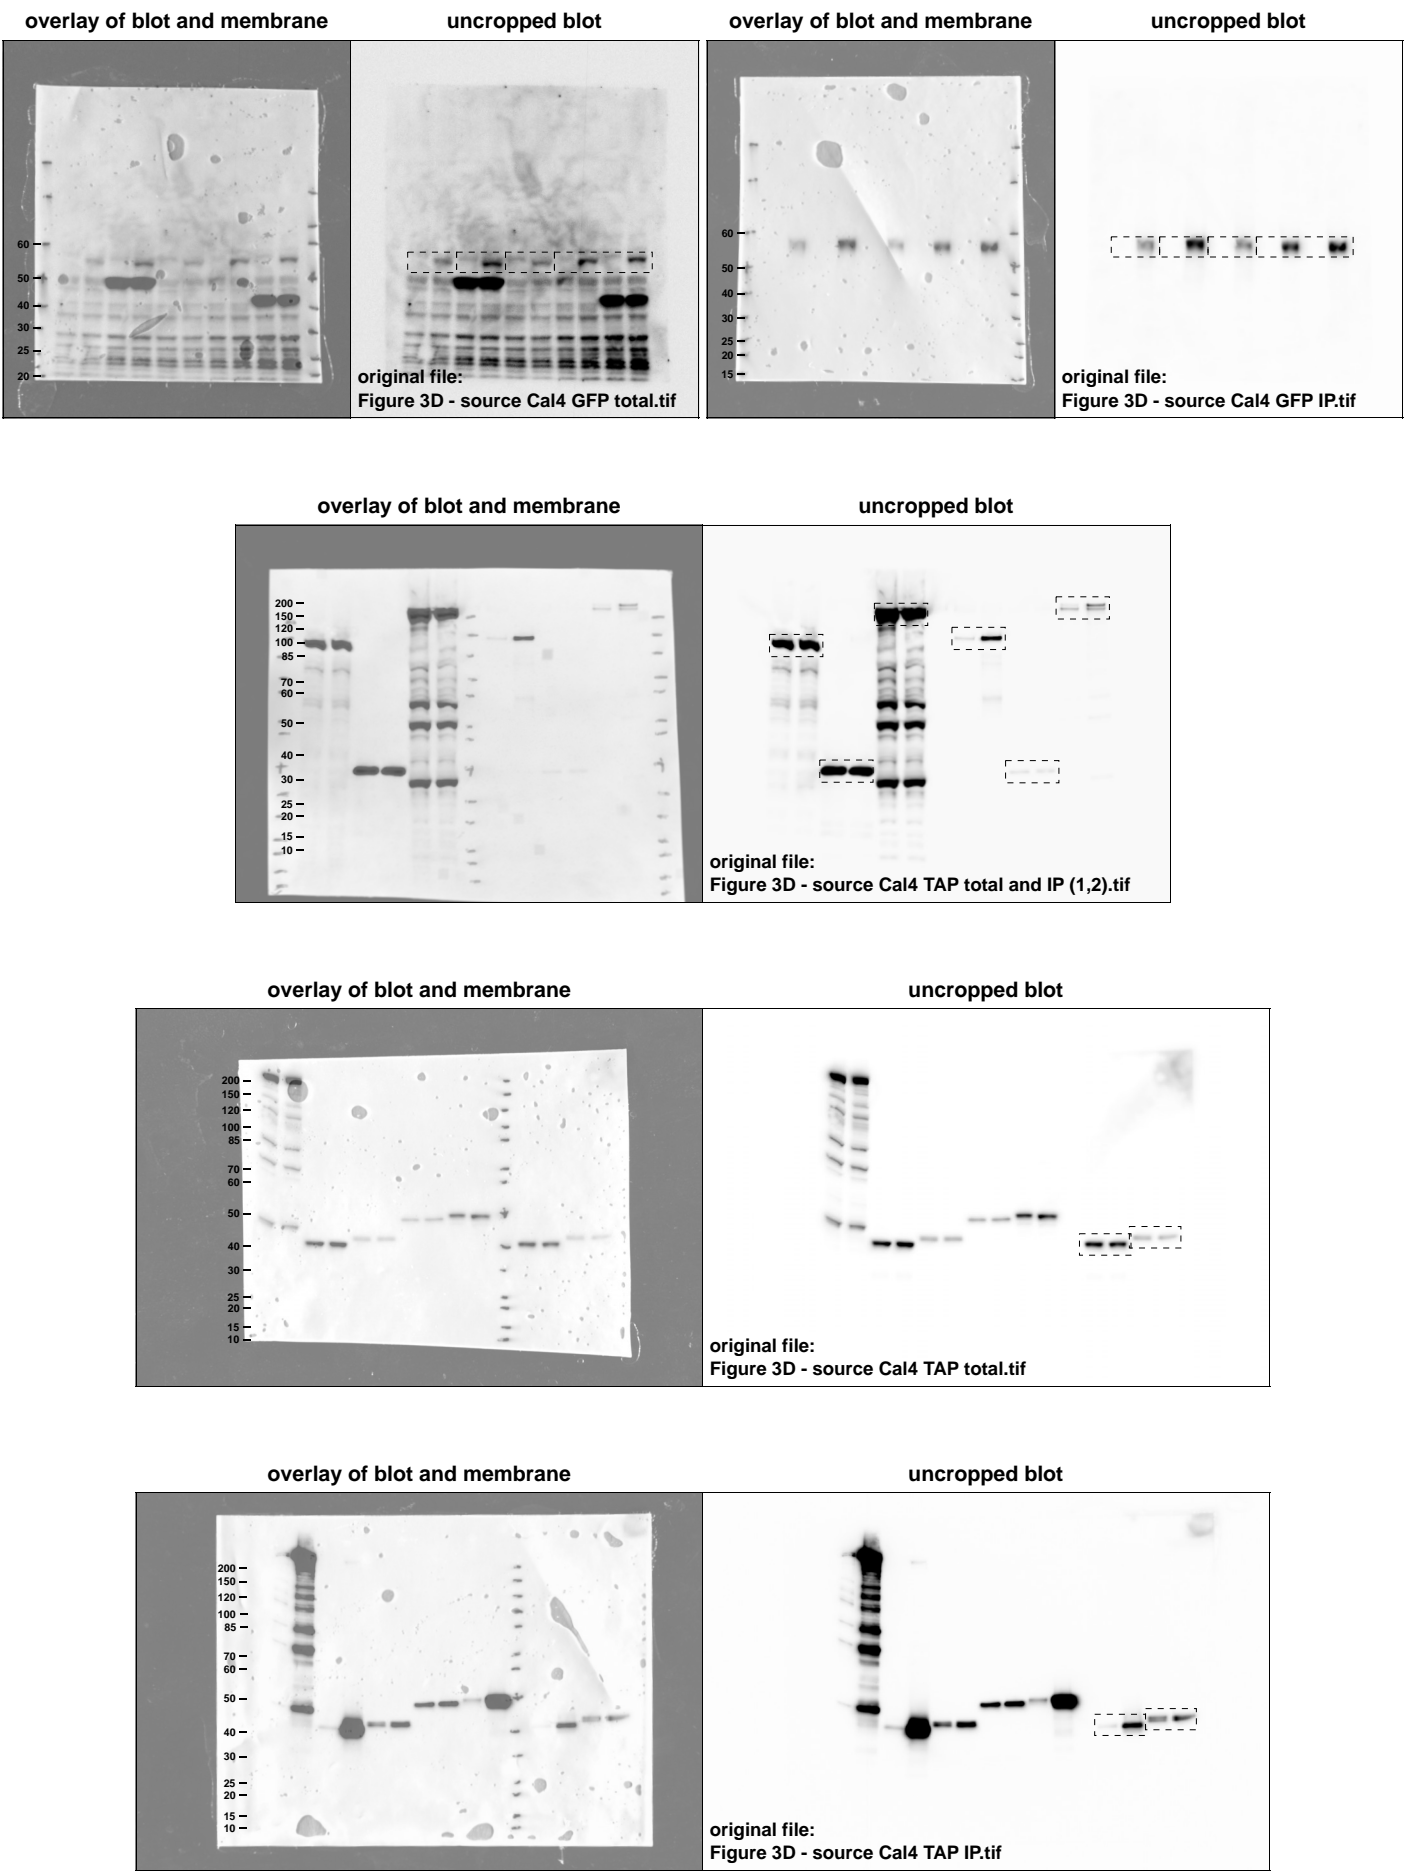 overlay of blot and membrane
uncropped blot
overlay of blot and membrane
uncropped blot
60
50
40
30
25
20
original file:
Figure 3D - source Cal4 GFP total.tif
60
50
40
30
25
20
15
original file:
Figure 3D - source Cal4 GFP IP.tif
overlay of blot and membrane
uncropped blot
200
150
120
100
85
70
60
50
40
30
25
20
15
10
original file:
Figure 3D - source Cal4 TAP total and IP (1,2).tif
overlay of blot and membrane
uncropped blot
200
150
120
100
85
70
60
50
40
30
25
20
15
10
original file:
Figure 3D - source Cal4 TAP total.tif
overlay of blot and membrane
uncropped blot
200
150
120
100
85
70
60
50
40
30
25
20
15
10
original file:
Figure 3D - source Cal4 TAP IP.tif